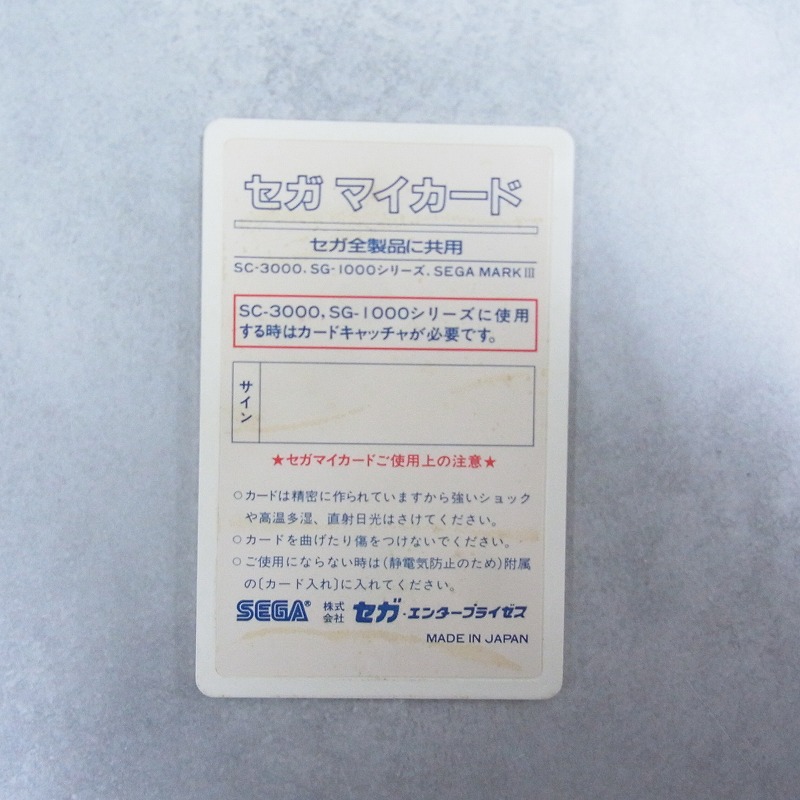 セガ マイカード
セガ全製品に共用
SC-3000．SG-1000シリーズ．SEGA MARKⅢ
SC-3000，SG-1000シリーズに使用
する時はカードキャッチャが必要です。
サイン
★セガマイカードご使用上の注意★
○カードは精密に作られていますから強いショック
や高温多湿、直射日光はさけてください。
○カードを曲げたり傷をつけないでください。
○ご使用にならない時は(静電気防止のため)附属
の〔カード入れ〕に入れてください。
SEGA® 株式会社 セガ・エンタープライゼス
MADE IN JAPAN